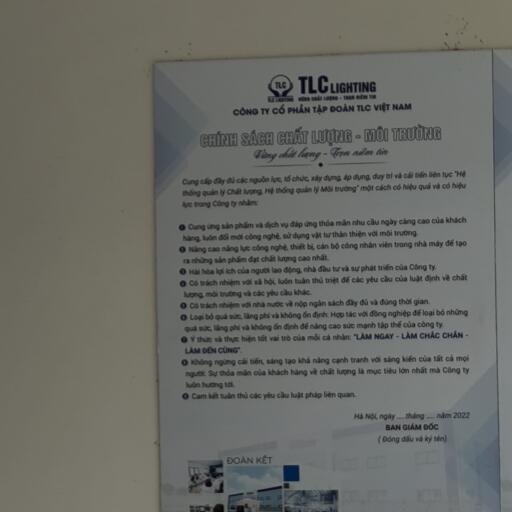 TLC
TLC LIGHTING
TLC LIGHTING
VỮNG CHẤT LƯỢNG - TRỌN NIỀM TIN
CÔNG TY CỔ PHẦN TẬP ĐOÀN TLC VIỆT NAM
CHÍNH SÁCH CHẤT LƯỢNG - MÔI TRƯỜNG
Vững chất lượng - Trọn niềm tin
Cung cấp đầy đủ các nguồn lực, tổ chức, xây dựng, áp dụng, duy trì và cải tiến liên tục "Hệ
thống quản lý Chất lượng, Hệ thống quản lý Môi trường" một cách có hiệu quả và có hiệu
lực trong Công ty nhằm:
1 Cung ứng sản phẩm và dịch vụ đáp ứng thỏa mãn nhu cầu ngày càng cao của khách
hàng, luôn đổi mới công nghệ, sử dụng vật tư thân thiện với môi trường.
2 Nâng cao năng lực công nghệ, thiết bị, cán bộ công nhân viên trong nhà máy để tạo
ra những sản phẩm đạt chất lượng cao nhất.
3 Hài hòa lợi ích của người lao động, nhà đầu tư và sự phát triển của Công ty.
4 Có trách nhiệm với xã hội, luôn tuân thủ triệt để các yêu cầu của luật định về chất
lượng, môi trường và các yêu cầu khác.
5 Có trách nhiệm với nhà nước về nộp ngân sách đầy đủ và đúng thời gian.
6 Loại bỏ quá sức, lãng phí và không ổn định: Hợp tác với đồng nghiệp để loại bỏ những
quá sức, lãng phí và không ổn định để nâng cao sức mạnh tập thể của công ty.
7 Ý thức và thực hiện tốt vai trò của mỗi cá nhân: "LÀM NGAY - LÀM CHẮC CHẮN -
LÀM ĐẾN CÙNG".
8 Không ngừng cải tiến, sáng tạo khả năng cạnh tranh với sáng kiến của tất cả mọi
người. Sự thỏa mãn của khách hàng về chất lượng là mục tiêu lớn nhất mà Công ty
luôn hướng tới.
9 Cam kết tuân thủ các yêu cầu luật pháp liên quan.
Hà Nội, ngày .... tháng .... năm 2022
BAN GIÁM ĐỐC
( Đóng dấu và ký tên)
ĐOÀN KẾT